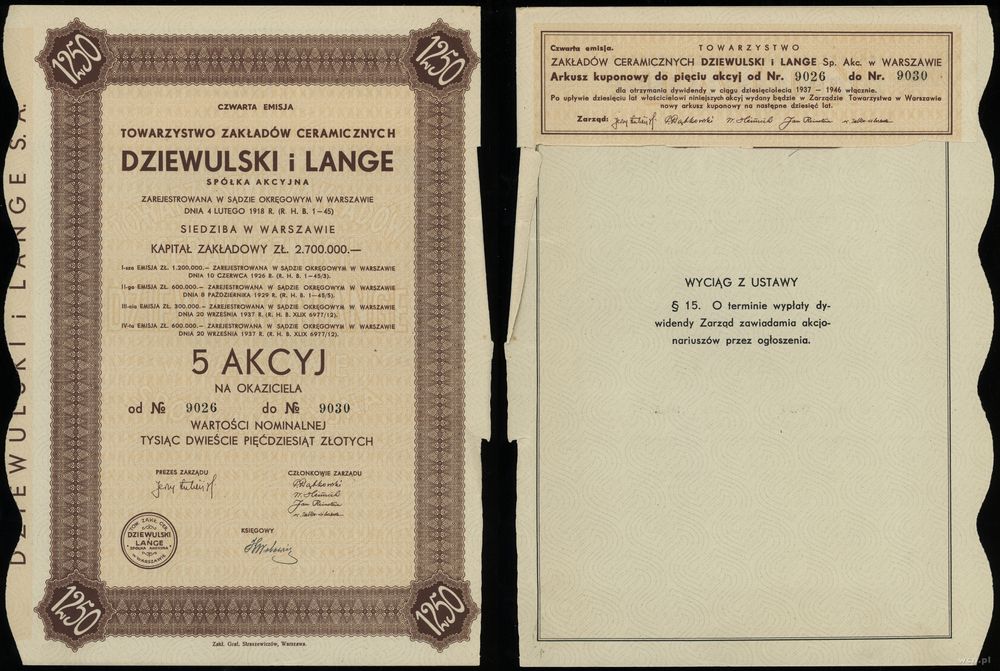 DZIEWULSKI i LANGE S. A.
1250
1250
CZWARTA EMISJA
TOWARZYSTWO ZAKŁADÓW CERAMICZNYCH
DZIEWULSKI i LANGE
SPÓŁKA AKCYJNA
ZAREJESTROWANA W SĄDZIE OKRĘGOWYM W WARSZAWIE
DNIA 4 LUTEGO 1918 R. (R. H. B. 1–45)
SIEDZIBA W WARSZAWIE
KAPITAŁ ZAKŁADOWY ZŁ. 2.700.000.—
I-sza EMISJA ZŁ. 1.200.000.— ZAREJESTROWANA W SĄDZIE OKRĘGOWYM W WARSZAWIE
DNIA 10 CZERWCA 1926 R. (R. H. B. 1–45/3).
II-ga EMISJA ZŁ. 600.000.— ZAREJESTROWANA W SĄDZIE OKRĘGOWYM W WARSZAWIE
DNIA 8 PAŹDZIERNIKA 1929 R. (R. H. B. 1–45/5).
III-cia EMISJA ZŁ. 300.000.— ZAREJESTROWANA W SĄDZIE OKRĘGOWYM W WARSZAWIE
DNIA 20 WRZEŚNIA 1937 R. (R. H. B. XLIX 6977/12).
IV-ta EMISJA ZŁ. 600.000.— ZAREJESTROWANA W SĄDZIE OKRĘGOWYM W WARSZAWIE
DNIA 20 WRZEŚNIA 1937 R. (R. H. B. XLIX 6977/12).
5 AKCYJ
NA OKAZICIELA
od № 9026 do № 9030
WARTOŚCI NOMINALNEJ
TYSIĄC DWIEŚCIE PIĘĆDZIESIĄT ZŁOTYCH
PREZES ZARZĄDU
CZŁONKOWIE ZARZĄDU
KSIĘGOWY
TOW. ZAKŁ. CER.
DZIEWULSKI
i
LANGE
SPÓŁKA AKCYJNA
W WARSZAWIE
1250
1250
Zakł. Graf. Straszewiczów, Warszawa.
Czwarta emisja.
TOWARZYSTWO
ZAKŁADÓW CERAMICZNYCH DZIEWULSKI i LANGE Sp. Akc. w WARSZAWIE
Arkusz kuponowy do pięciu akcyj od Nr. 9026 do Nr. 9030
dla otrzymania dywidendy w ciągu dziesięciolecia 1937 – 1946 włącznie.
Po upływie dziesięciu lat właścicielowi niniejszych akcyj wydany będzie w Zarządzie Towarzystwa w Warszawie
nowy arkusz kuponowy na następne dziesięć lat.
Zarząd:
WYCIĄG Z USTAWY
§ 15. O terminie wypłaty dy-
widendy Zarząd zawiadamia akcjo-
nariuszów przez ogłoszenia.
wcn.pl